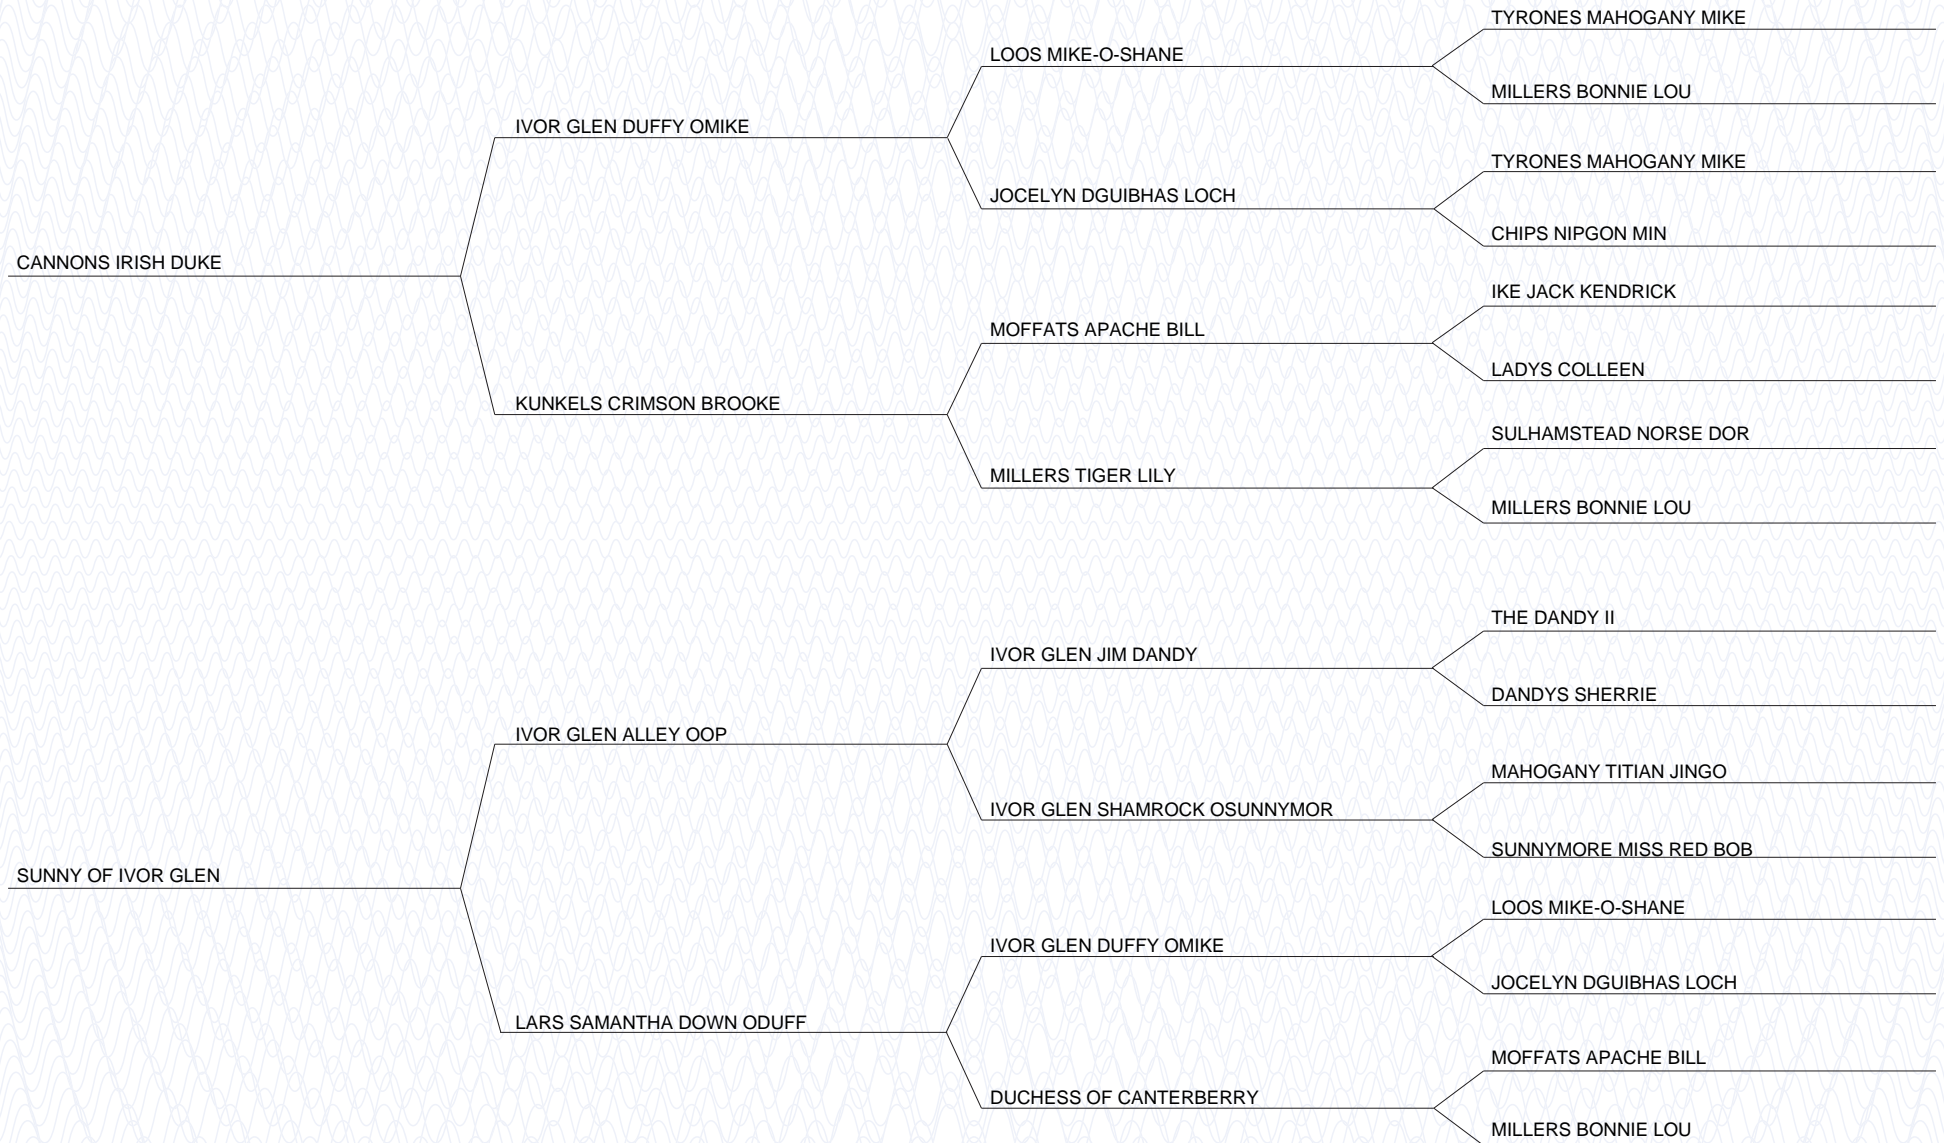 TYRONES MAHOGANY MIKE
LOOS MIKE-O-SHANE
MILLERS BONNIE LOU
IVOR GLEN DUFFY OMIKE
TYRONES MAHOGANY MIKE
JOCELYN DGUIBHAS LOCH
CHIPS NIPGON MIN
CANNONS IRISH DUKE
IKE JACK KENDRICK
MOFFATS APACHE BILL
LADYS COLLEEN
KUNKELS CRIMSON BROOKE
SULHAMSTEAD NORSE DOR
MILLERS TIGER LILY
MILLERS BONNIE LOU
THE DANDY II
IVOR GLEN JIM DANDY
DANDYS SHERRIE
IVOR GLEN ALLEY OOP
MAHOGANY TITIAN JINGO
IVOR GLEN SHAMROCK OSUNNYMOR
SUNNYMORE MISS RED BOB
SUNNY OF IVOR GLEN
LOOS MIKE-O-SHANE
IVOR GLEN DUFFY OMIKE
JOCELYN DGUIBHAS LOCH
LARS SAMANTHA DOWN ODUFF
MOFFATS APACHE BILL
DUCHESS OF CANTERBERRY
MILLERS BONNIE LOU